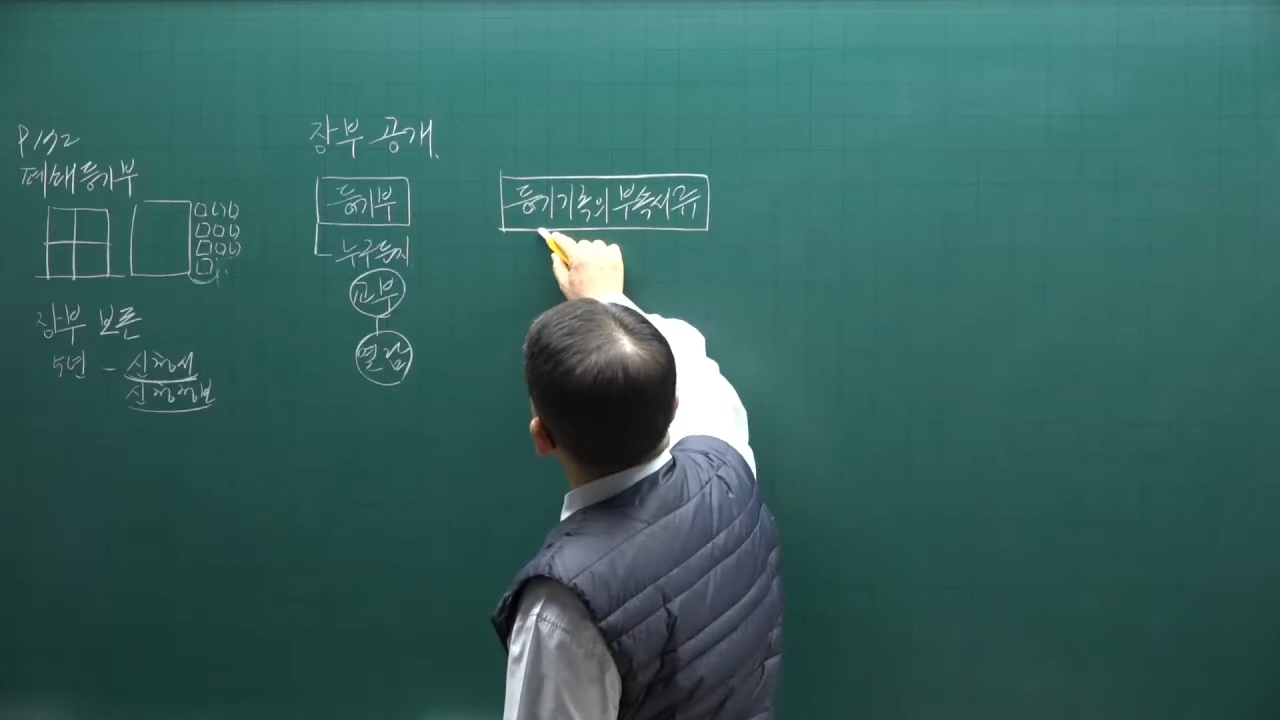 P/92
폐쇄등기부
장부 보존
5년 - 신청서
신청정보
장부 공개.
등기부
누구든지
교부
열람
등기기록의 부속서류